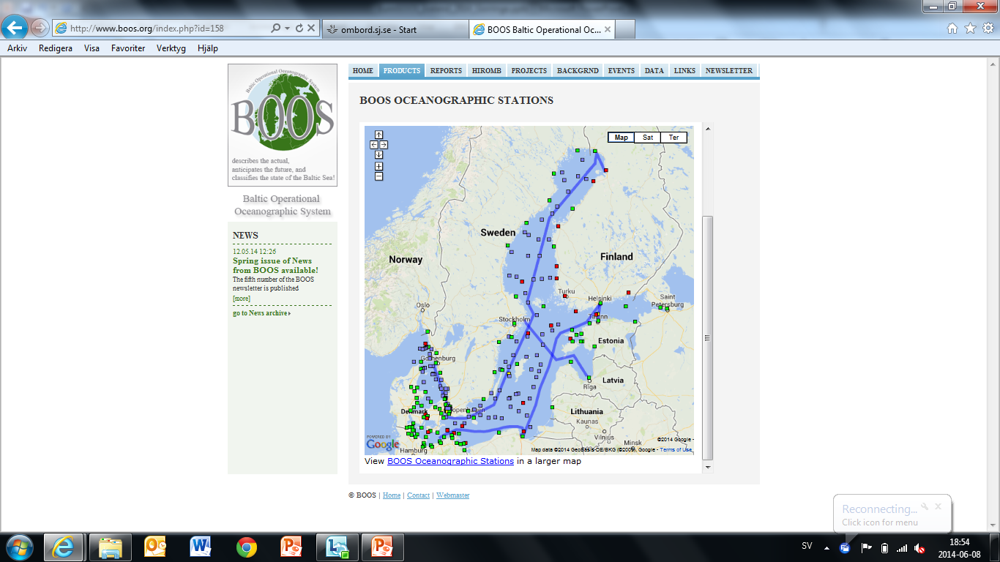 http://www.boos.org/index.php?id=158
ombord.sj.se - Start
BOOS Baltic Operational Oc...
Arkiv Redigera Visa Favoriter Verktyg Hjälp
Baltic Operational Oceanographic System
BOOS
describes the actual,
anticipates the future, and
classifies the state of the Baltic Sea!
Baltic Operational
Oceanographic System
NEWS
12.05.14 12:26
Spring issue of News
from BOOS available!
The fifth number of the BOOS
newsletter is published
[more]
go to News archive
HOME PRODUCTS REPORTS HIROMB PROJECTS BACKGRND EVENTS DATA LINKS NEWSLETTER
BOOS OCEANOGRAPHIC STATIONS
Map Sat Ter
Sweden
Norway
Finland
Oslo
Turku
Helsinki
Saint
Petersburg
Stockholm
Estonia
Gothenburg
Latvia
Rīga
Denmark
Lithuania
Kaunas
Vilnius
Minsk
Hamburg
POWERED BY
Google
©2014 Google -
Map data ©2014 GeoBasis-DE/BKG (©2009), Google - Terms of Use
View BOOS Oceanographic Stations in a larger map
© BOOS | Home | Contact | Webmaster
Reconnecting...
Click icon for menu
SV
18:54
2014-06-08